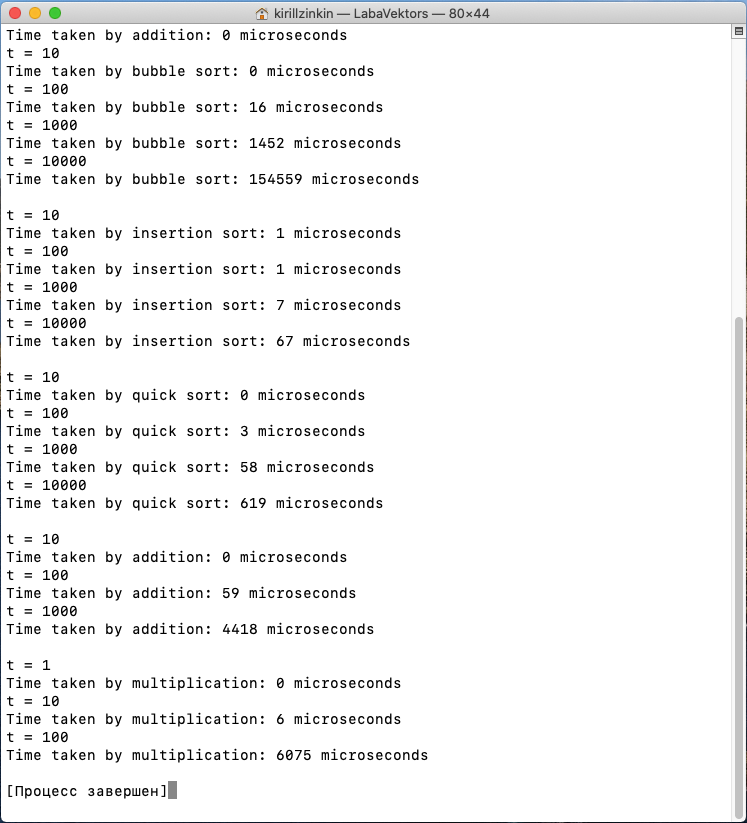 kirillzinkin — LabaVektors — 80×44
Time taken by addition: 0 microseconds
t = 10
Time taken by bubble sort: 0 microseconds
t = 100
Time taken by bubble sort: 16 microseconds
t = 1000
Time taken by bubble sort: 1452 microseconds
t = 10000
Time taken by bubble sort: 154559 microseconds
t = 10
Time taken by insertion sort: 1 microseconds
t = 100
Time taken by insertion sort: 1 microseconds
t = 1000
Time taken by insertion sort: 7 microseconds
t = 10000
Time taken by insertion sort: 67 microseconds
t = 10
Time taken by quick sort: 0 microseconds
t = 100
Time taken by quick sort: 3 microseconds
t = 1000
Time taken by quick sort: 58 microseconds
t = 10000
Time taken by quick sort: 619 microseconds
t = 10
Time taken by addition: 0 microseconds
t = 100
Time taken by addition: 59 microseconds
t = 1000
Time taken by addition: 4418 microseconds
t = 1
Time taken by multiplication: 0 microseconds
t = 10
Time taken by multiplication: 6 microseconds
t = 100
Time taken by multiplication: 6075 microseconds
[Процесс завершен]